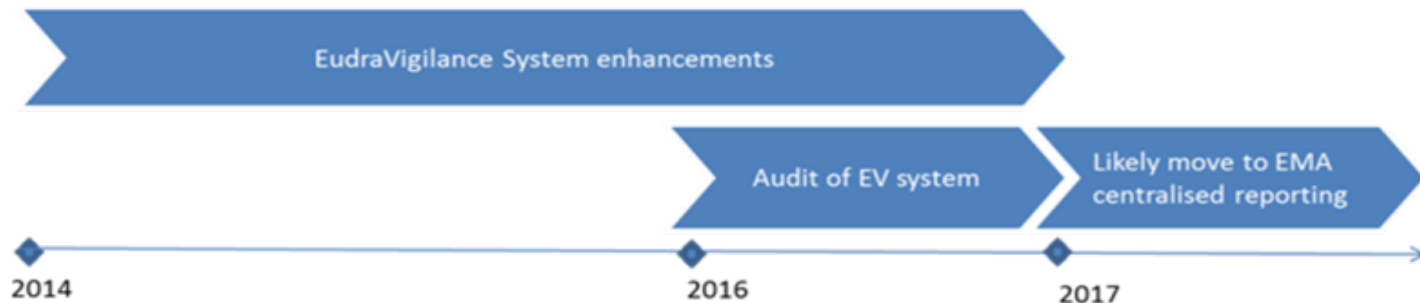 EudraVigilance System enhancements
Audit of EV system
Likely move to EMA
centralised reporting
2014
2016
2017